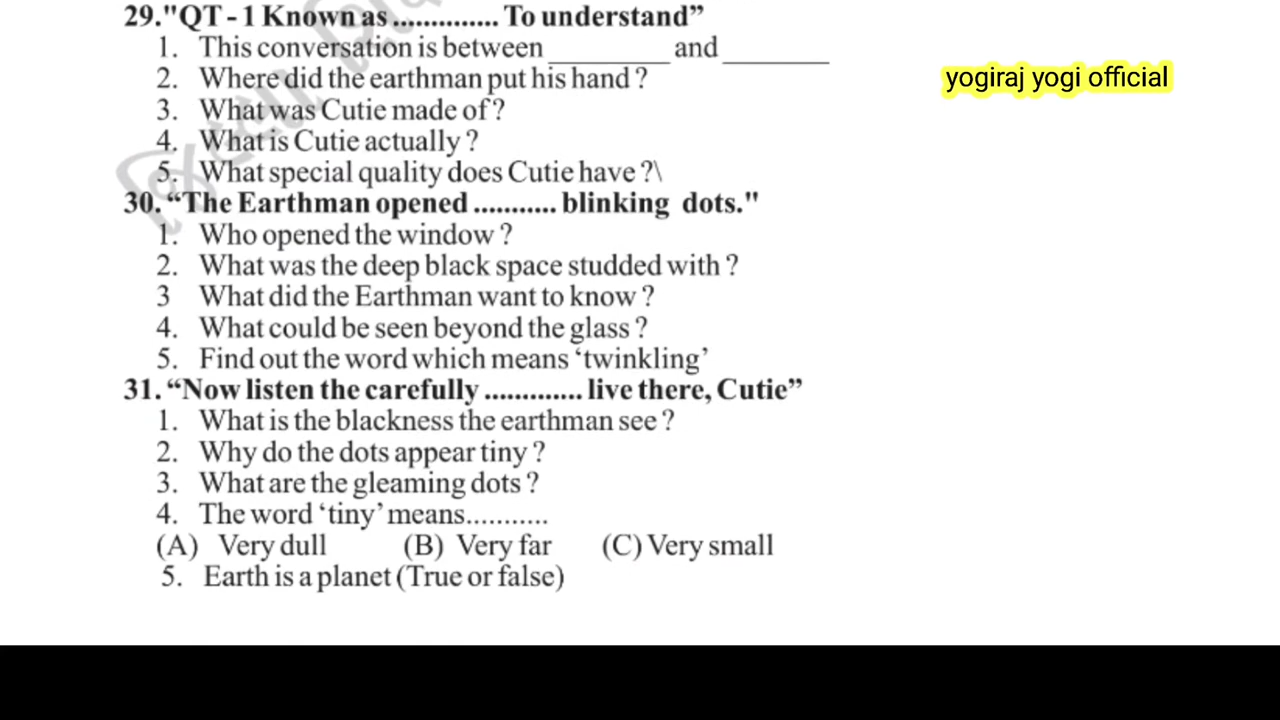 29."QT - 1 Known as .............. To understand”
1. This conversation is between _________ and ________
yogiraj yogi official
2. Where did the earthman put his hand ?
3. What was Cutie made of ?
4. What is Cutie actually ?
5. What special quality does Cutie have ?\
30. “The Earthman opened ........... blinking dots."
1. Who opened the window ?
2. What was the deep black space studded with ?
3 What did the Earthman want to know ?
4. What could be seen beyond the glass ?
5. Find out the word which means ‘twinkling’
31. “Now listen the carefully ............. live there, Cutie”
1. What is the blackness the earthman see ?
2. Why do the dots appear tiny ?
3. What are the gleaming dots ?
4. The word ‘tiny’ means...........
(A) Very dull (B) Very far (C) Very small
5. Earth is a planet (True or false)